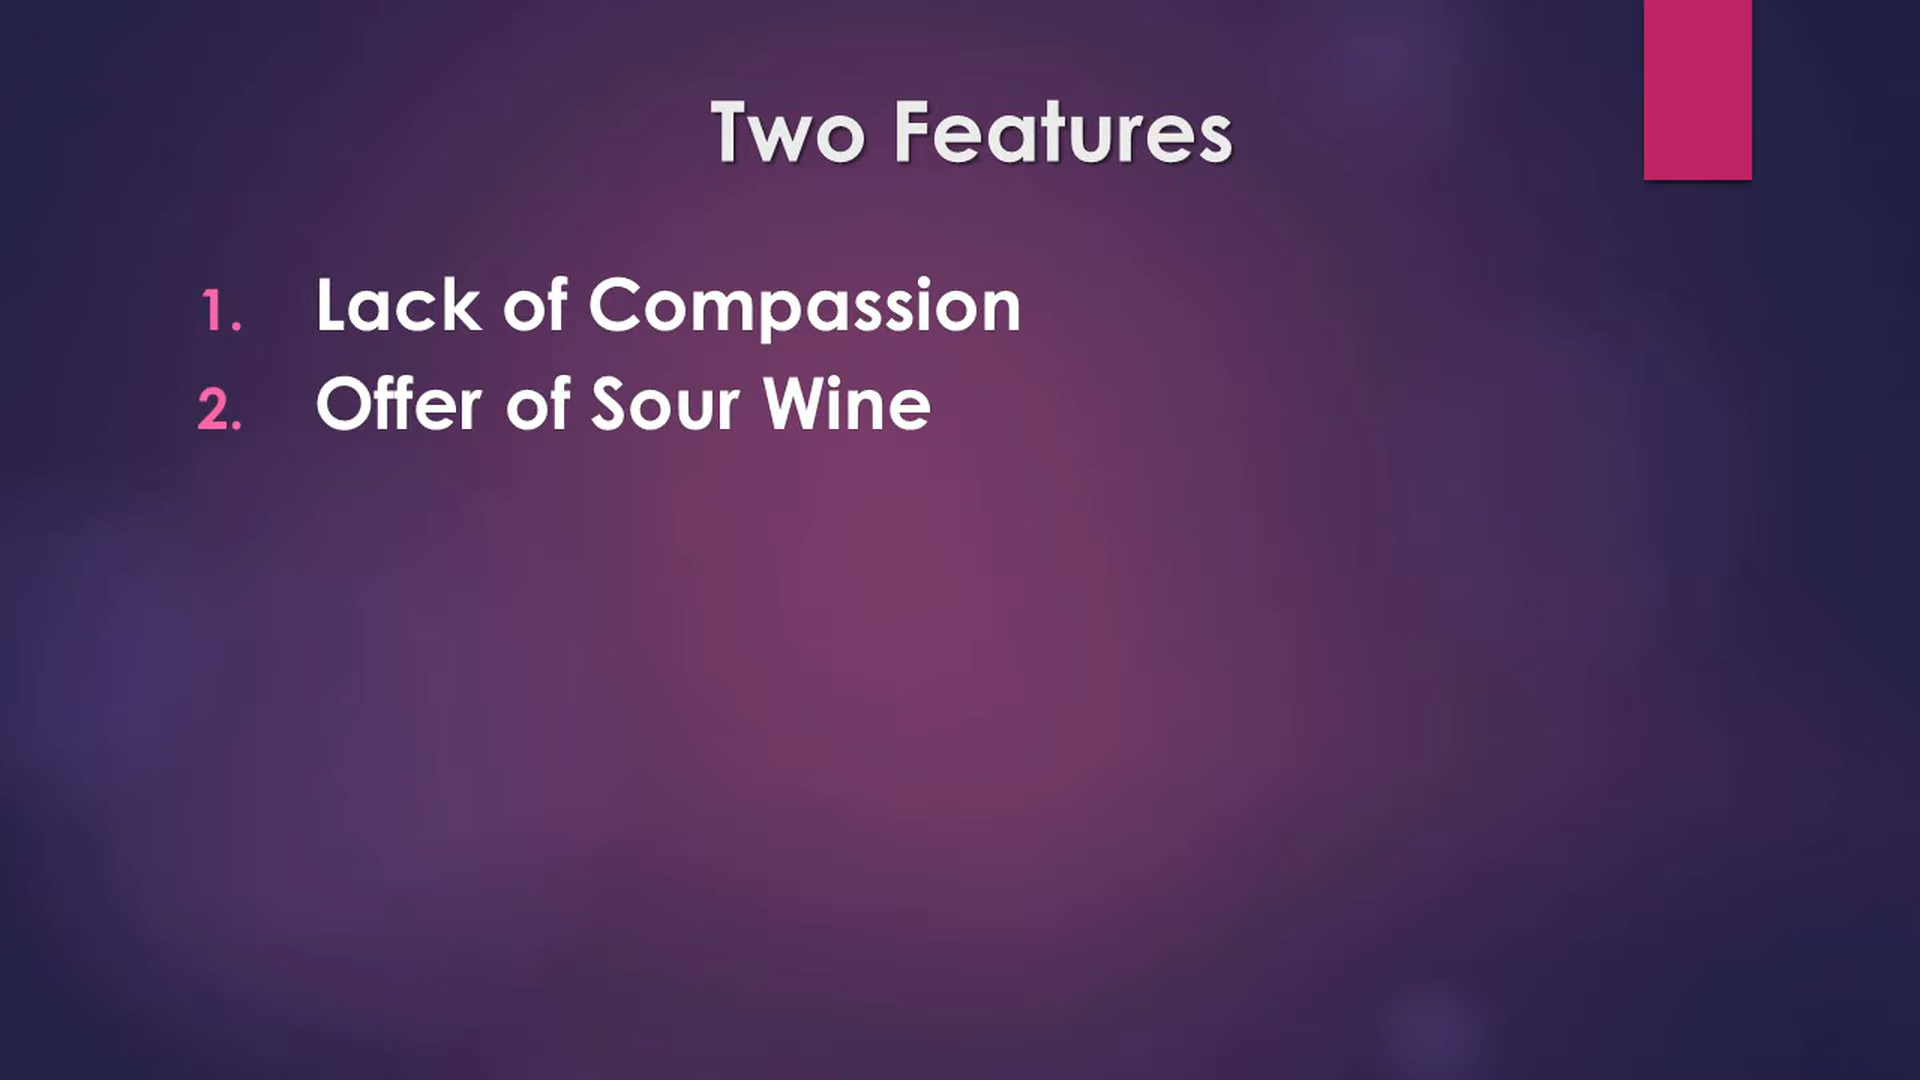 Two Features
1. Lack of Compassion
2. Offer of Sour Wine